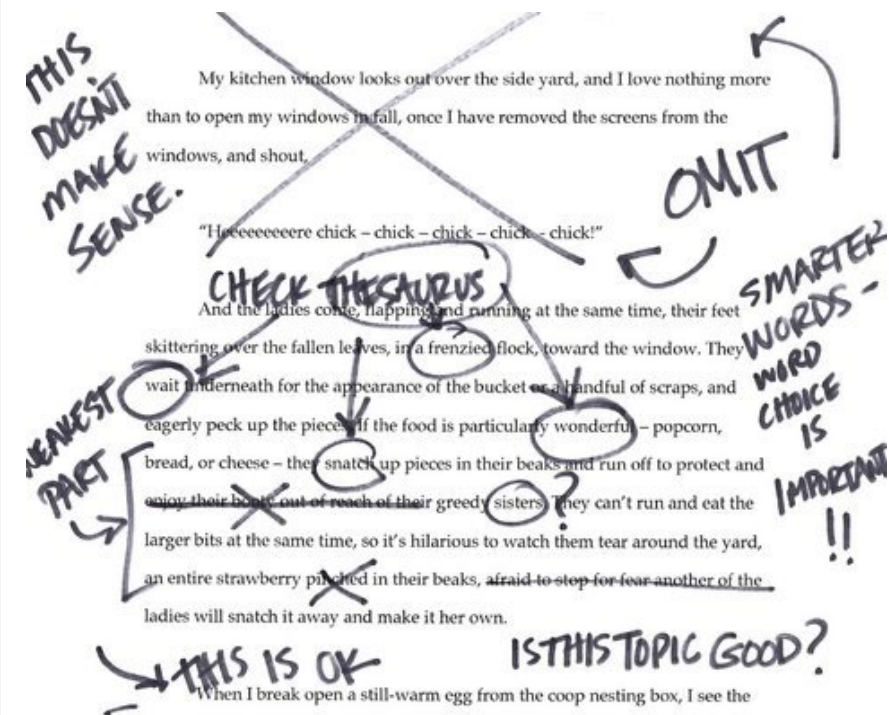 THIS
DOESN'T
MAKE
SENSE.
My kitchen window looks out over the side yard, and I love nothing more
than to open my windows in fall, once I have removed the screens from the
windows, and shout,
OMIT
"Heeeeeeeere chick – chick – chick – chick - chick!"
CHECK THESAURUS
SMARTER
WORDS –
WORD
CHOICE
IS
IMPORTANT
!!
And the ladies come, flapping and running at the same time, their feet
skittering over the fallen leaves, in a frenzied flock, toward the window. They
wait underneath for the appearance of the bucket or a handful of scraps, and
eagerly peck up the pieces. If the food is particularly wonderful – popcorn,
WEAKEST
PART
bread, or cheese – they snatch up pieces in their beaks and run off to protect and
enjoy their booty out of reach of their greedy sisters. They can't run and eat the
?
larger bits at the same time, so it's hilarious to watch them tear around the yard,
an entire strawberry pinched in their beaks, afraid to stop for fear another of the
ladies will snatch it away and make it her own.
THIS IS OK
IS THIS TOPIC GOOD?
When I break open a still-warm egg from the coop nesting box, I see the